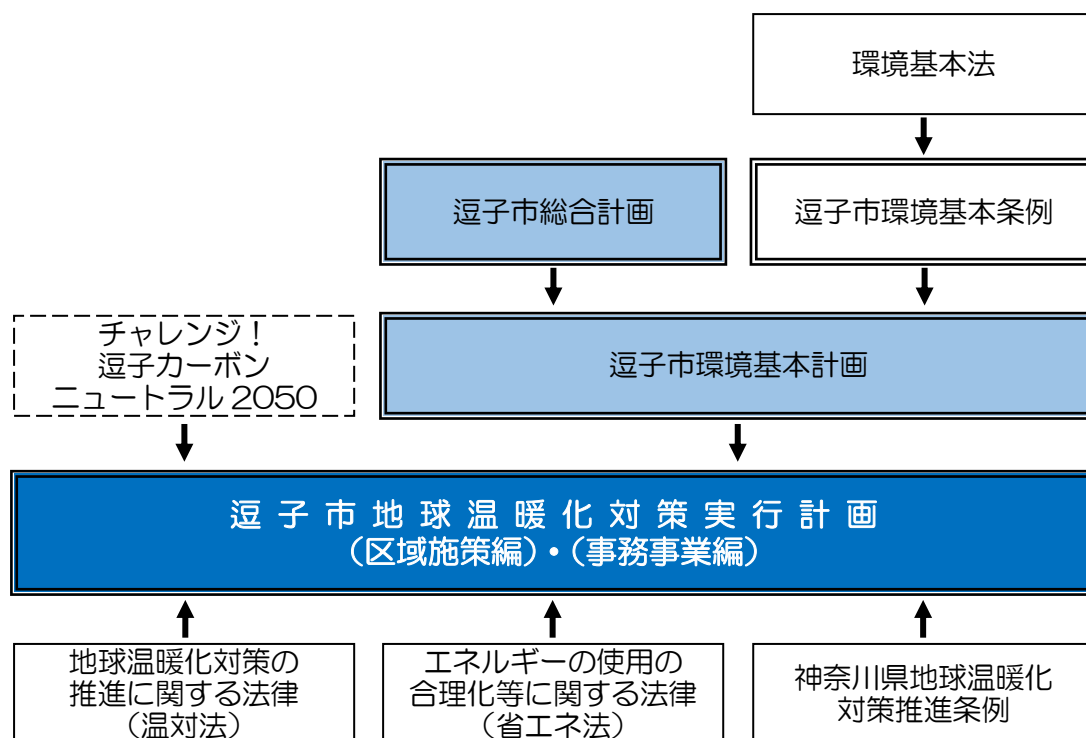 環境基本法
逗子市総合計画
逗子市環境基本条例
チャレンジ！
逗子カーボン
ニュートラル 2050
逗子市環境基本計画
逗子市地球温暖化対策実行計画
（区域施策編）・（事務事業編）
地球温暖化対策の
推進に関する法律
（温対法）
エネルギーの使用の
合理化等に関する法律
（省エネ法）
神奈川県地球温暖化
対策推進条例